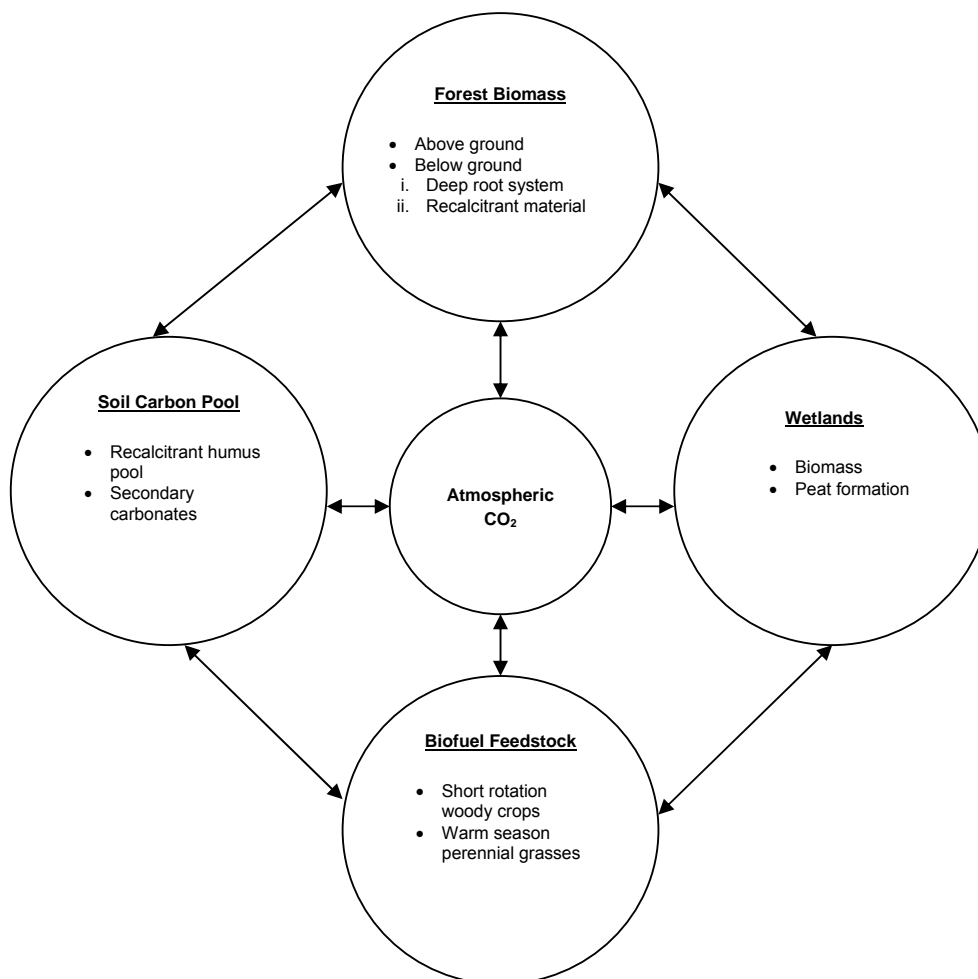 Forest Biomass
• Above ground
• Below ground
i. Deep root system
ii. Recalcitrant material
Soil Carbon Pool
• Recalcitrant humus
pool
• Secondary
carbonates
Atmospheric
CO₂
Wetlands
• Biomass
• Peat formation
Biofuel Feedstock
• Short rotation
woody crops
• Warm season
perennial grasses